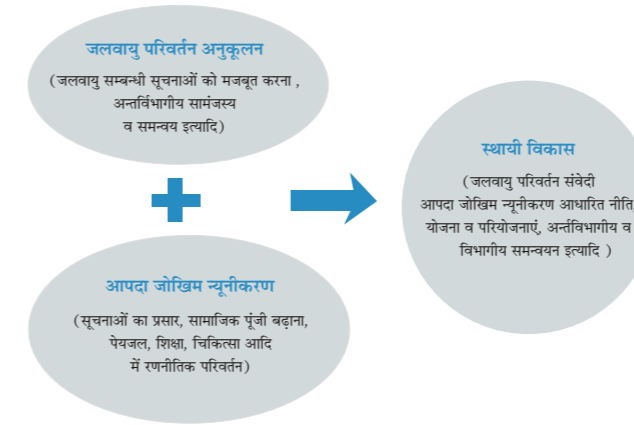 जलवायु परिवर्तन अनुकूलन
(जलवायु सम्बन्धी सूचनाओं को मजबूत करना ,
अन्तर्विभागीय सामंजस्य
व समन्वय इत्यादि)
आपदा जोखिम न्यूनीकरण
(सूचनाओं का प्रसार, सामाजिक पूंजी बढ़ाना,
पेयजल, शिक्षा, चिकित्सा आदि
में रणनीतिक परिवर्तन)
स्थायी विकास
(जलवायु परिवर्तन संवेदी
आपदा जोखिम न्यूनीकरण आधारित नीति,
योजना व परियोजनाएं, अर्न्तविभागीय व
विभागीय समन्वयन इत्यादि )